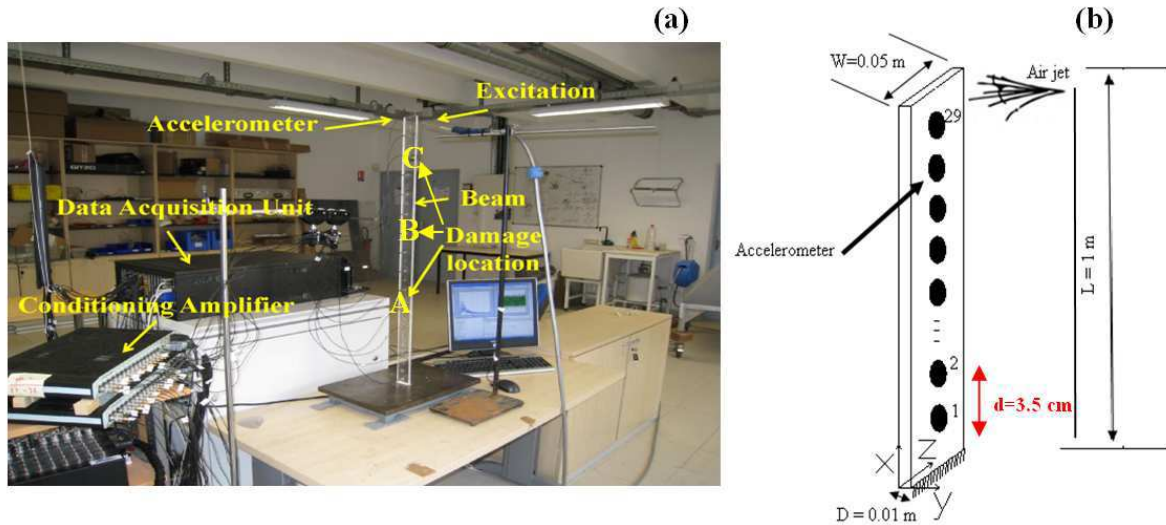 (a)
Excitation
Accelerometer
C
Beam
Data Acquisition Unit
B
Damage
location
A
Conditioning Amplifier
(b)
W=0.05 m
Air jet
29
Accelerometer
L = 1 m
2
d=3.5 cm
1
X
Z
y
D = 0.01 m